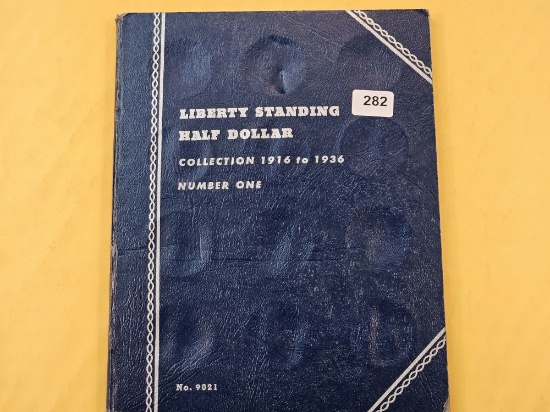 LIBERTY STANDING
282
HALF DOLLAR
COLLECTION 1916 to 1936
NUMBER ONE
No. 9021